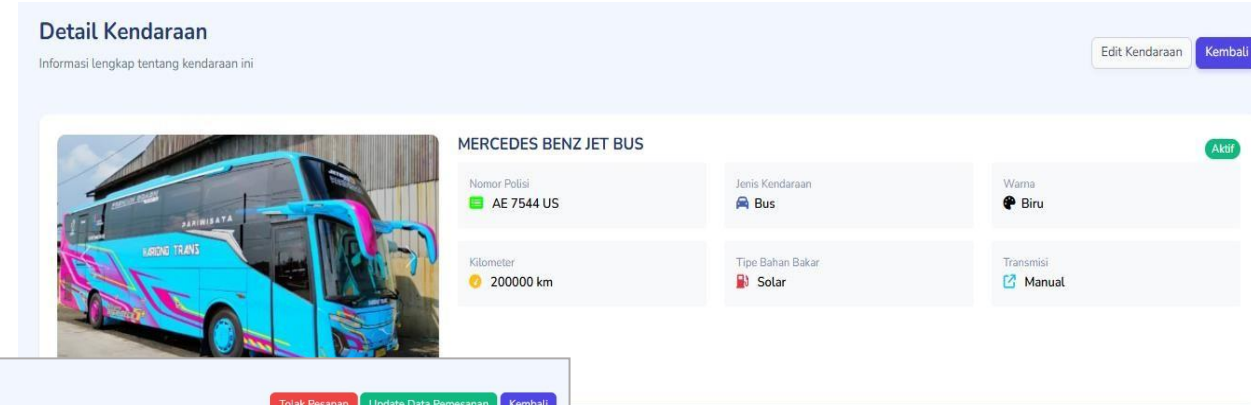 Detail Kendaraan
Informasi lengkap tentang kendaraan ini
Edit Kendaraan
Kembali
MERCEDES BENZ JET BUS
Aktif
Nomor Polisi
AE 7544 US
Jenis Kendaraan
Bus
Warna
Biru
Kilometer
200000 km
Tipe Bahan Bakar
Solar
Transmisi
Manual
PARIWISATA
TRANS
Tolak Pesanan
Update Data Pemesanan
Kembali